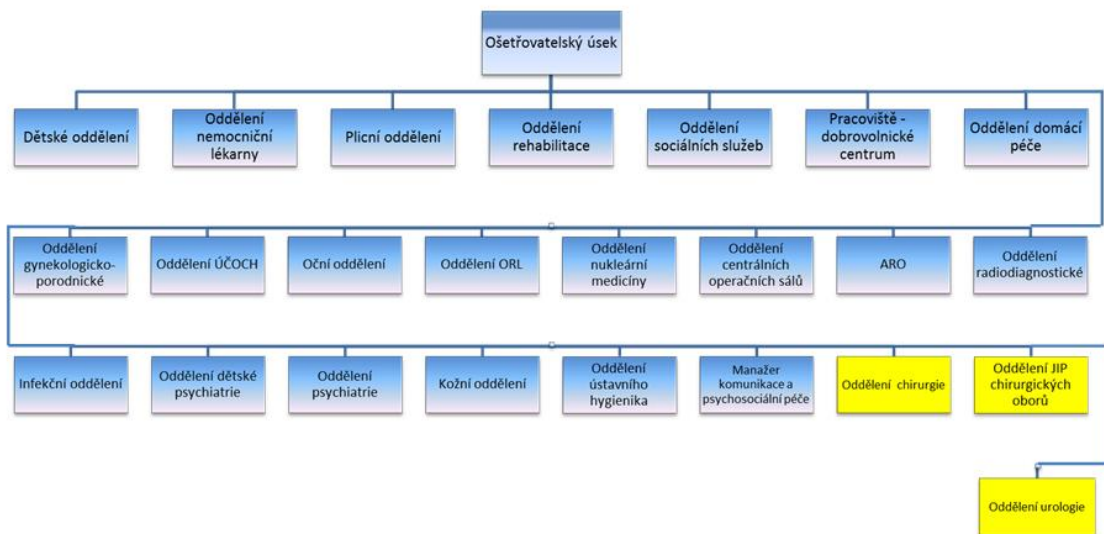 Ošetřovatelský úsek
Dětské oddělení
Oddělení
nemocniční
lékarny
Plicní oddělení
Oddělení
rehabilitace
Oddělení
sociálních služeb
Pracoviště -
dobrovolnické
centrum
Oddělení domácí
péče
Oddělení
gynekologicko-
porodnické
Oddělení ÚČOCH
Oční oddělení
Oddělení ORL
Oddělení
nukleární
medicíny
Oddělení
centrálních
operačních sálů
ARO
Oddělení
radiodiagnostické
Infekční oddělení
Oddělení dětské
psychiatrie
Oddělení
psychiatrie
Kožní oddělení
Oddělení
ústavního
hygienika
Manažer
komunikace a
psychosociální péče
Oddělení chirurgie
Oddělení JIP
chirurgických
oborů
Oddělení urologie